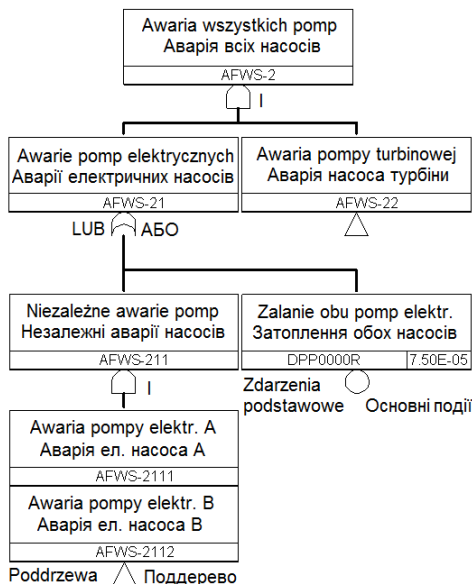 Awaria wszystkich pomp
Аварія всіх насосів
AFWS-2
I
Awarie pomp elektrycznych
Аварії електричних насосів
AFWS-21
Awaria pompy turbinowej
Аварія насоса турбіни
AFWS-22
LUB АБО
Niezależne awarie pomp
Незалежні аварії насосів
AFWS-211
I
Zalanie obu pomp elektr.
Затоплення обох насосів
DPP0000R 7.50E-05
Zdarzenia
podstawowe Основні події
Awaria pompy elektr. A
Аварія ел. насоса А
AFWS-2111
Awaria pompy elektr. B
Аварія ел. насоса В
AFWS-2112
Poddrzewa Поддерево